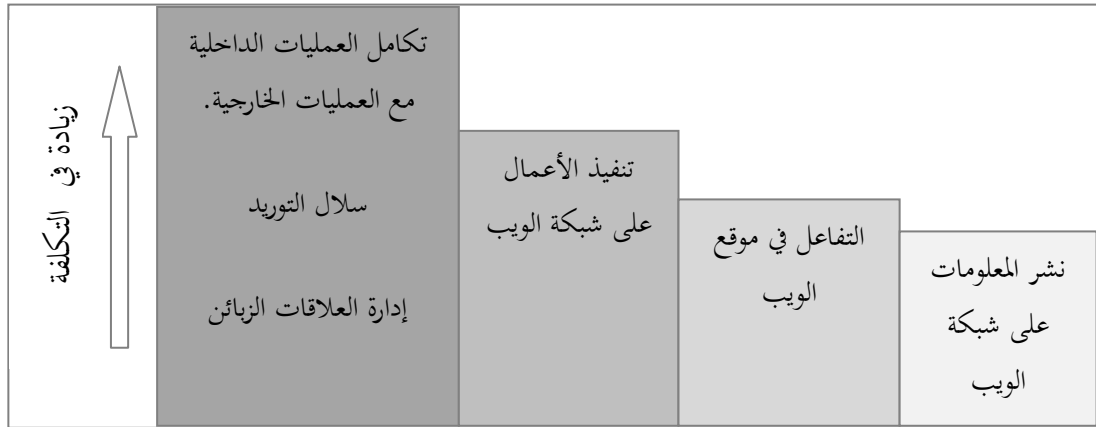 نشر المعلومات
على شبكة
الويب
التفاعل في موقع
الويب
تنفيذ الأعمال
على شبكة الويب
تكامل العمليات الداخلية
مع العمليات الخارجية.
سلال التوريد
إدارة العلاقات الزبائن
زيادة في التكلفة